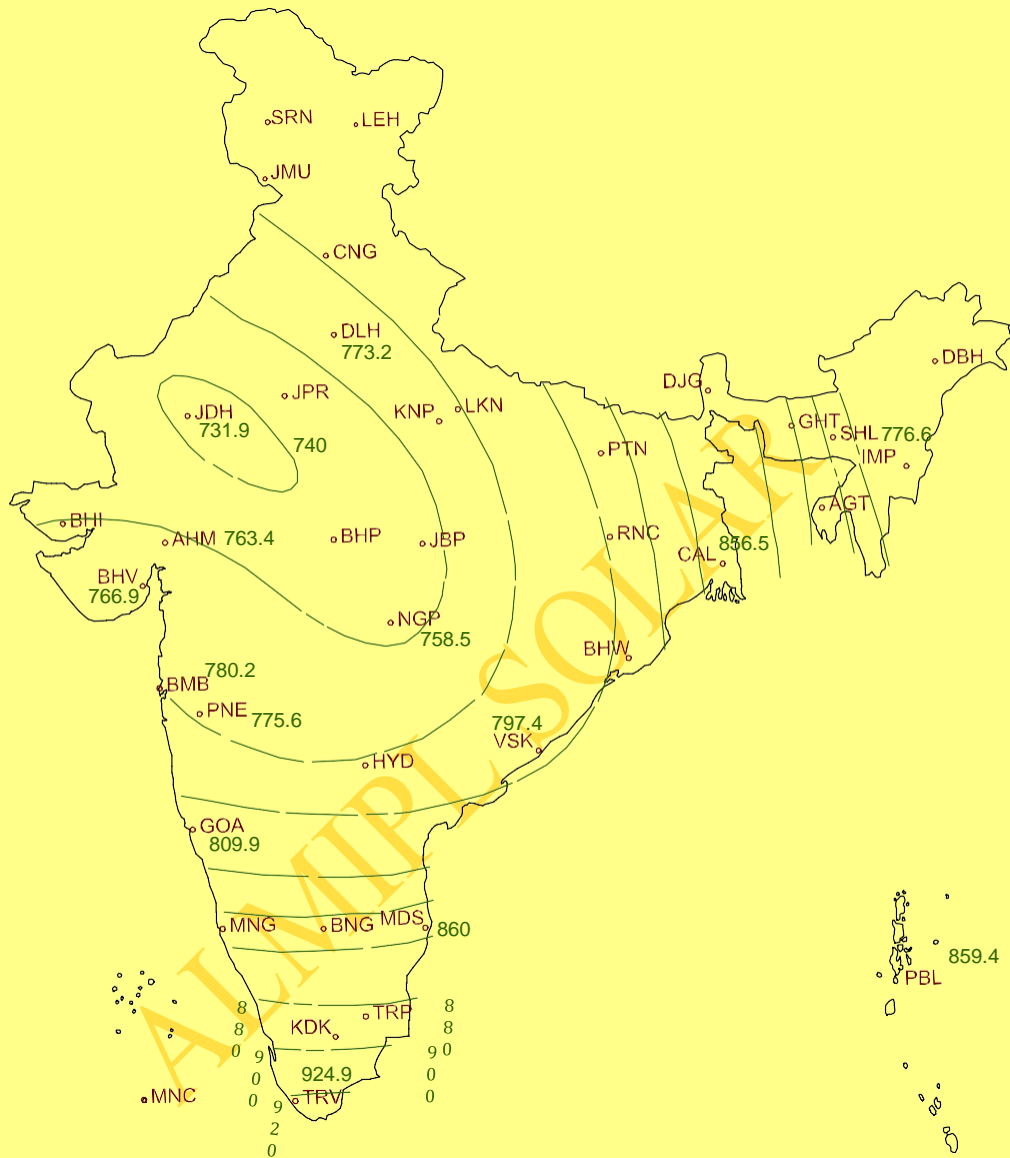 SRN
LEH
JMU
CNG
DLH
773.2
DBH
DJG
JPR
KNP
LKN
JDH
731.9
740
GHT
SHL 776.6
IMP
PTN
AGT
BHI
AHM 763.4
BHP
JBP
RNC
856.5
CAL
BHV
766.9
NGP
758.5
BHW
780.2
BMB
PNE
775.6
797.4
VSK
HYD
GOA
809.9
MNG
BNG
MDS
860
859.4
PBL
880
TRP
880
KDK
900
900
924.9
MNC
TRV
920
ALMIPL SOLAR